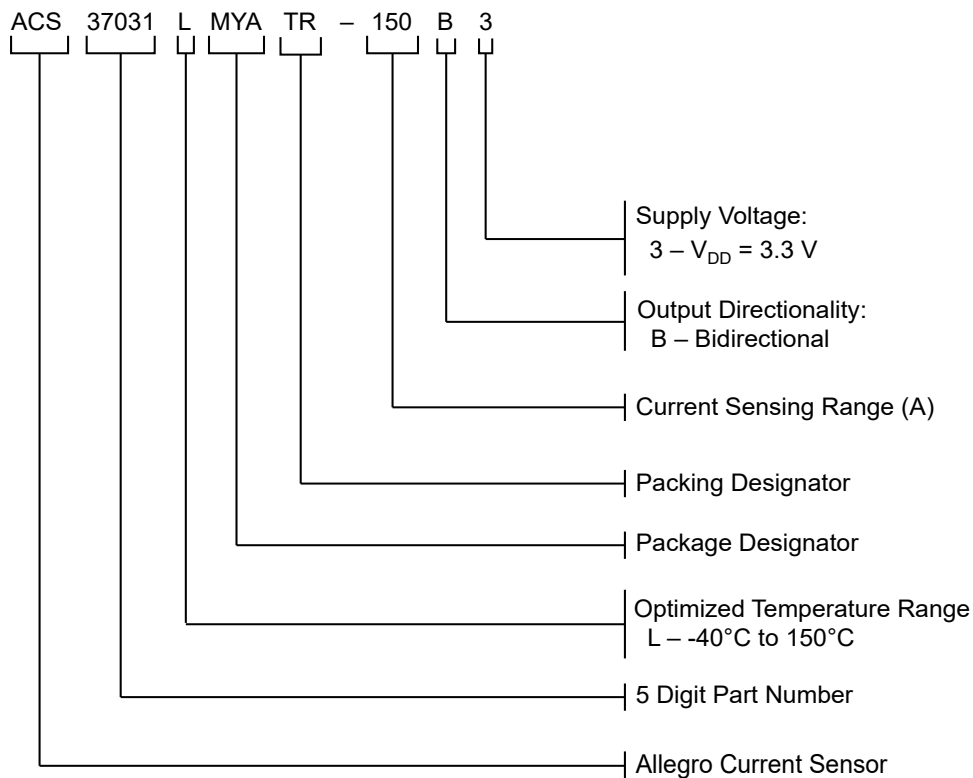 ACS 37031 L MYA TR – 150 B 3
Supply Voltage:
3 – VDD = 3.3 V
Output Directionality:
B – Bidirectional
Current Sensing Range (A)
Packing Designator
Package Designator
Optimized Temperature Range
L – -40°C to 150°C
5 Digit Part Number
Allegro Current Sensor